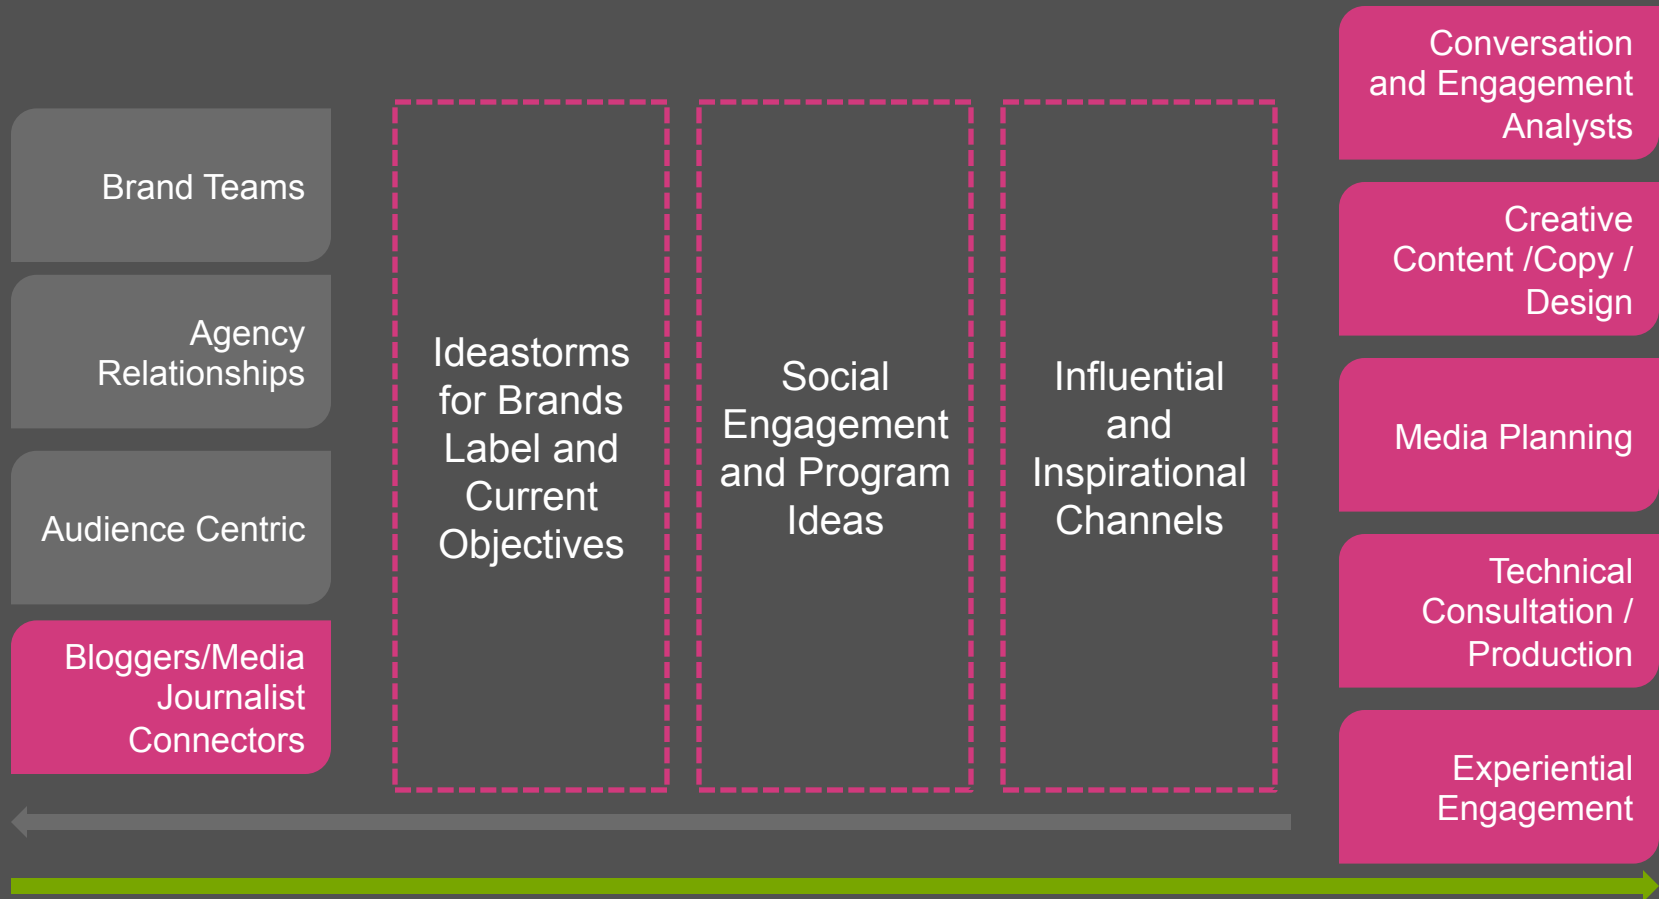 Brand Teams
Agency
Relationships
Audience Centric
Bloggers/Media
Journalist
Connectors
Ideastorms
for Brands
Label and
Current
Objectives
Social
Engagement
and Program
Ideas
Influential
and
Inspirational
Channels
Conversation
and Engagement
Analysts
Creative
Content /Copy /
Design
Media Planning
Technical
Consultation /
Production
Experiential
Engagement